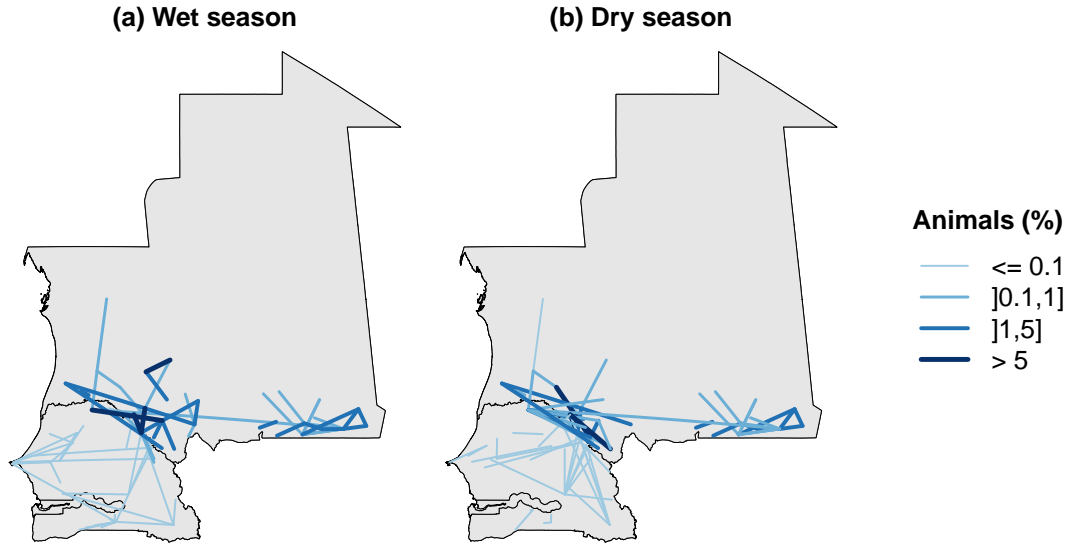 (a) Wet season
(b) Dry season
Animals (%)
<= 0.1
]0.1,1]
]1,5]
> 5